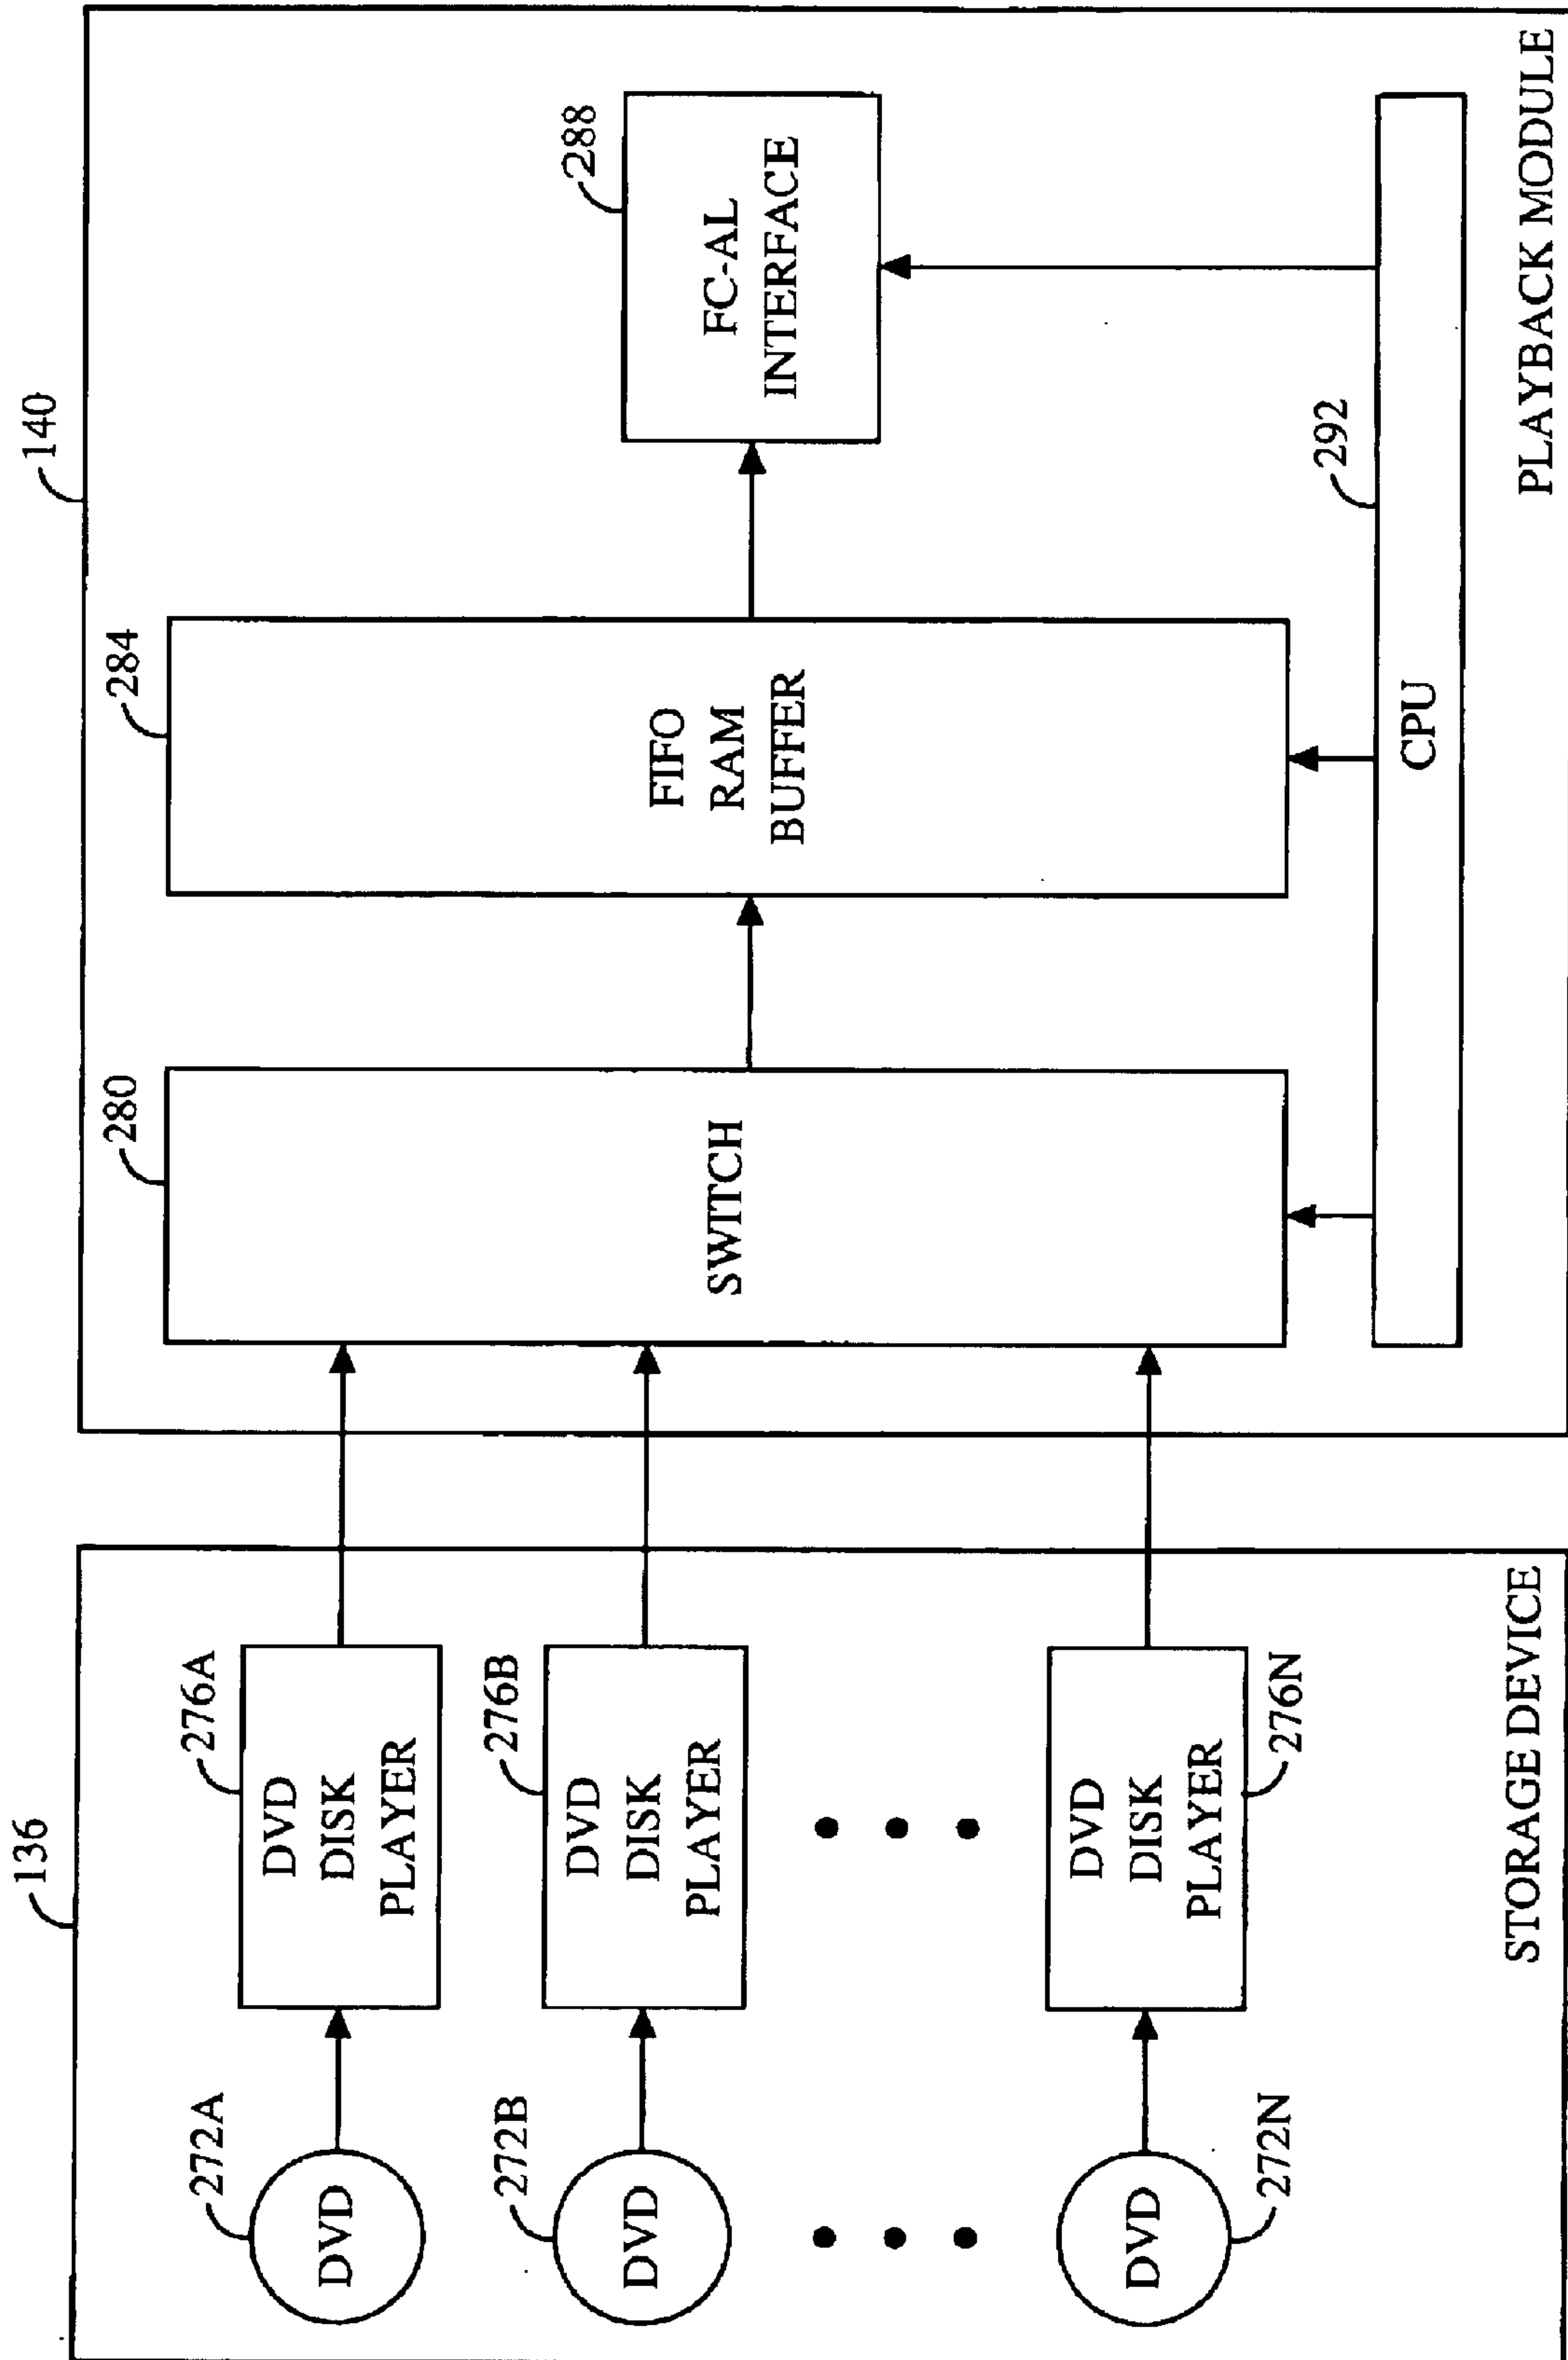 136
272A
DVD
276A
DVD
DISK
PLAYER
272B
DVD
276B
DVD
DISK
PLAYER
272N
DVD
276N
DVD
DISK
PLAYER
STORAGE DEVICE
140
280
SWITCH
284
FIFO
RAM
BUFFER
288
FC-AL
INTERFACE
292
CPU
PLAYBACK MODULE